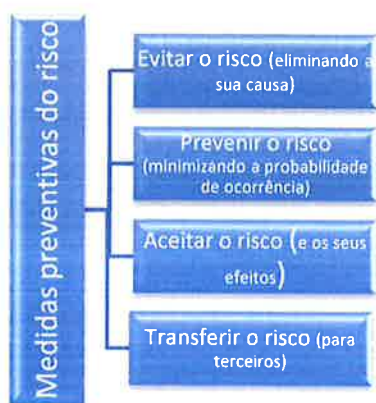 Medidas preventivas do risco
Evitar o risco (eliminando a
sua causa)
Prevenir o risco
(minimizando a probabilidade
de ocorrência)
Aceitar o risco (e os seus
efeitos)
Transferir o risco (para
terceiros)